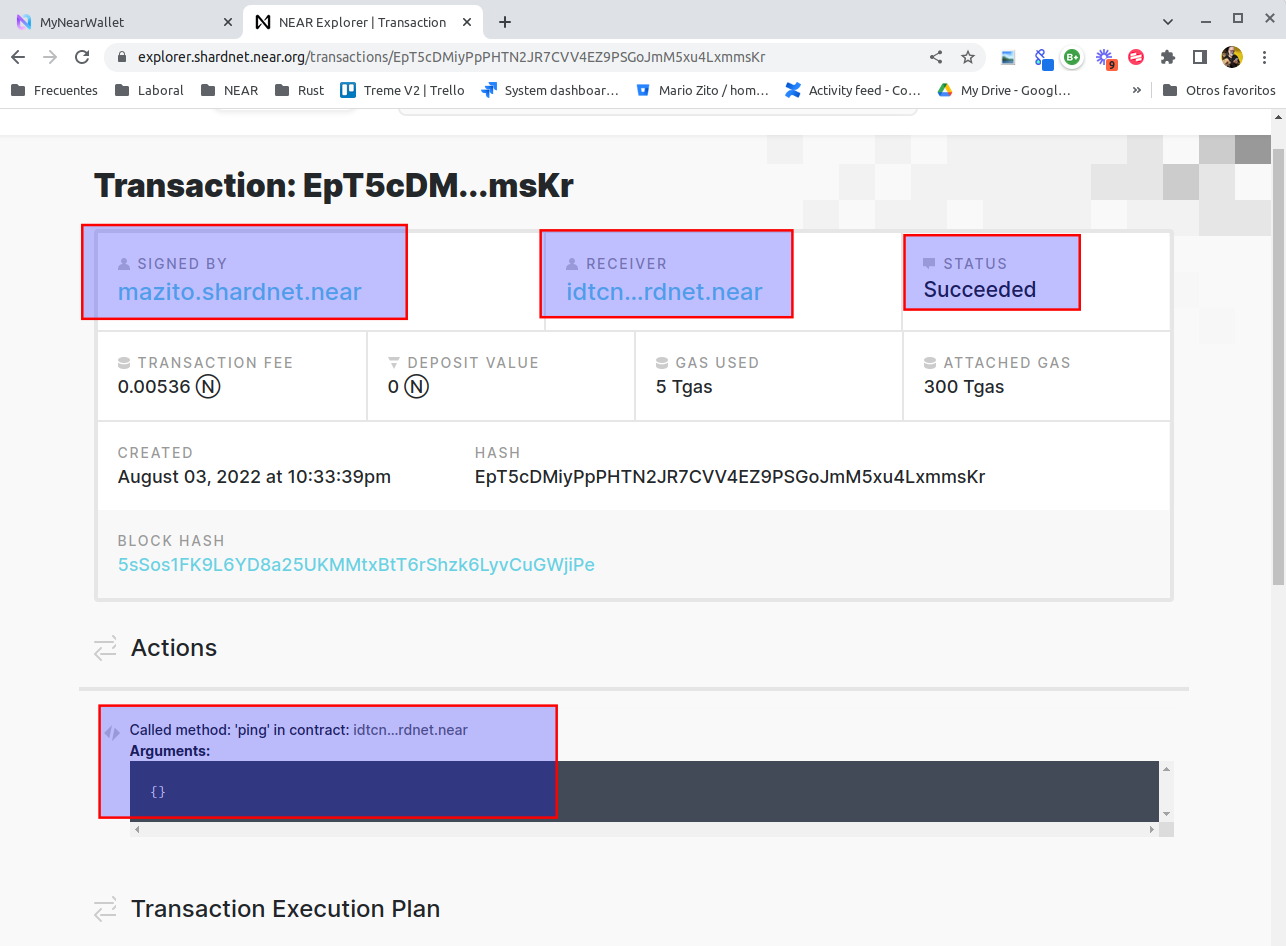 MyNearWallet
NEAR Explorer | Transaction
explorer.shardnet.near.org/transactions/EpT5cDMiyPpPHTN2JR7CVV4EZ9PSGoJmM5xu4LxmmsKr
B+
9
Frecuentes
Laboral
NEAR
Rust
Treme V2 | Trello
System dashboar...
Mario Zito / hom...
Activity feed - Co...
My Drive - Googl...
»
Otros favoritos
Transaction: EpT5cDM...msKr
SIGNED BY
mazito.shardnet.near
RECEIVER
idtcn...rdnet.near
STATUS
Succeeded
TRANSACTION FEE
0.00536 Ⓝ
DEPOSIT VALUE
0 Ⓝ
GAS USED
5 Tgas
ATTACHED GAS
300 Tgas
CREATED
August 03, 2022 at 10:33:39pm
HASH
EpT5cDMiyPpPHTN2JR7CVV4EZ9PSGoJmM5xu4LxmmsKr
BLOCK HASH
5sSos1FK9L6YD8a25UKMMtxBtT6rShzk6LyvCuGWjiPe
Actions
Called method: 'ping' in contract: idtcn...rdnet.near
Arguments:
{}
Transaction Execution Plan